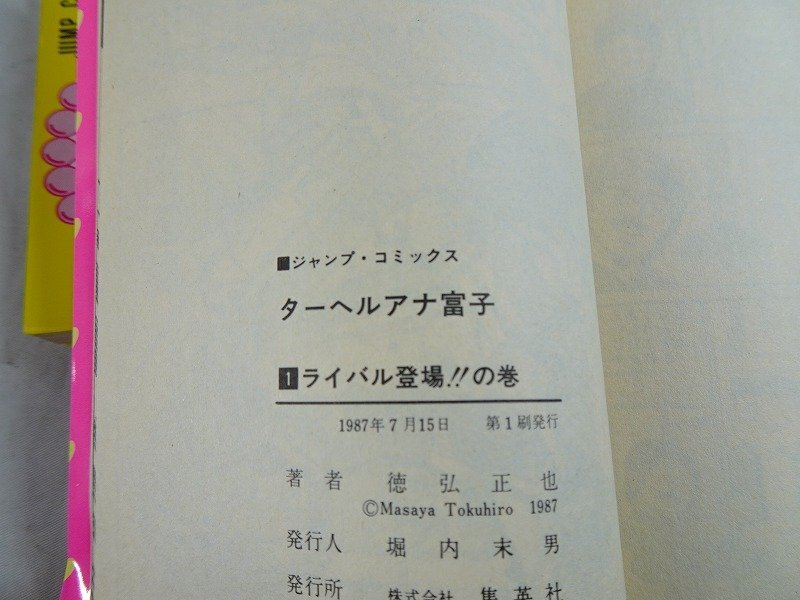 JUMP C
■ジャンプ・コミックス
ターヘルアナ富子
1 ライバル登場!!の巻
1987年7月15日 第1刷発行
著者 徳弘正也
©Masaya Tokuhiro 1987
発行人 堀内末男
発行所 株式会社 集英社